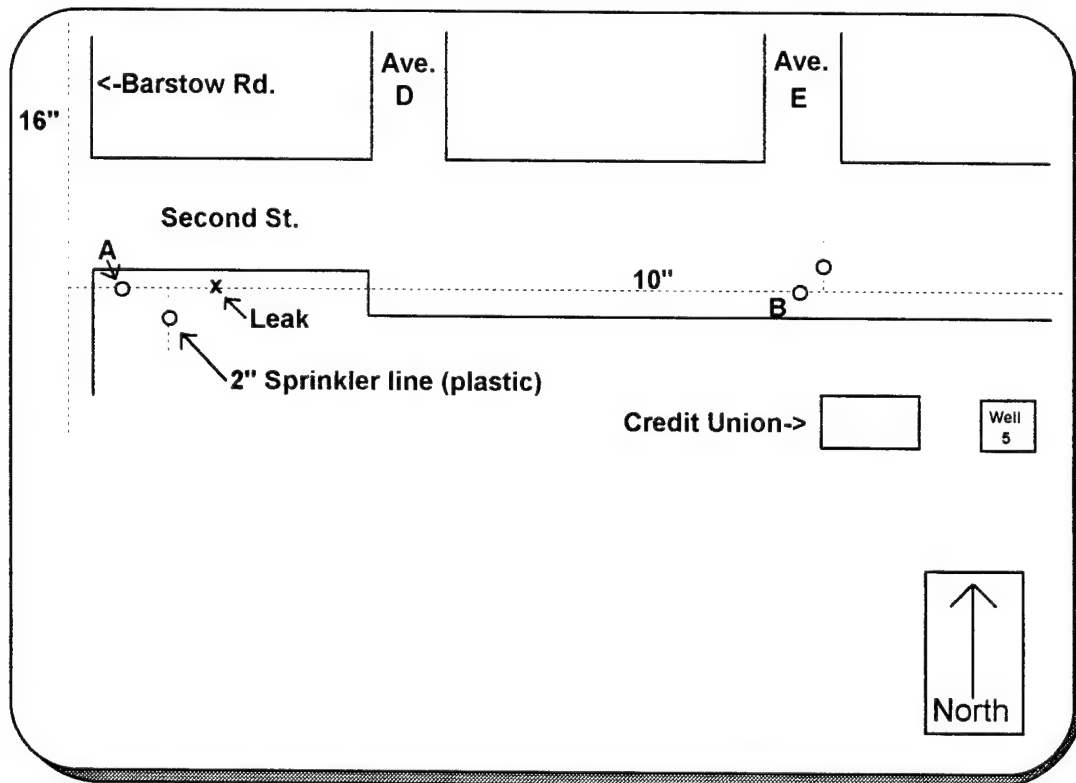 <-Barstow Rd.
Ave.
D
Ave.
E
16"
Second St.
A
10"
x
B
Leak
2" Sprinkler line (plastic)
Credit Union->
Well
5
North